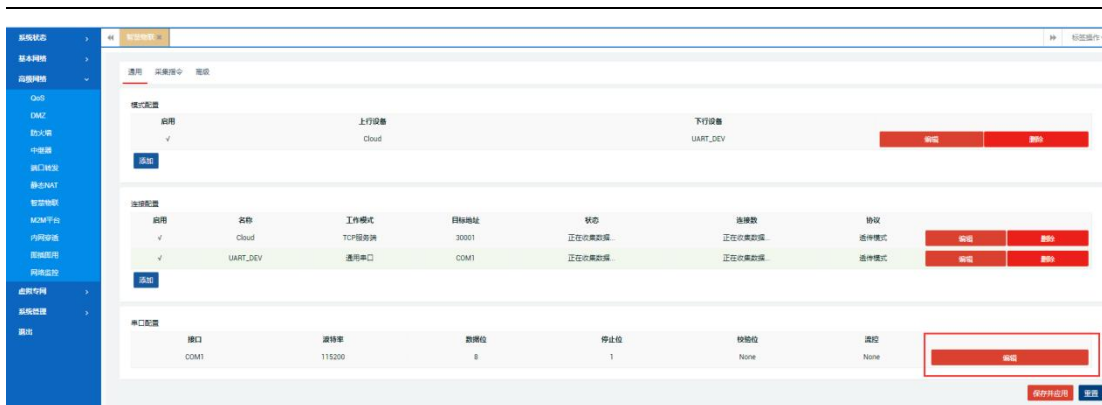 系统状态
智慧物联
标签操作
基本网络
高级网络
通用 采集指令 高级
QoS
DMZ
防火墙
中继器
端口转发
静态NAT
智慧物联
M2M平台
内网穿透
网络监控
虚拟专网
系统管理
退出
模式配置
启用 上行设备 下行设备
√ Cloud UART_DEV 编辑 删除
添加
连接配置
启用 名称 工作模式 目标地址 状态 连接数 协议
√ Cloud TCP服务端 30001 正在收集数据... 正在收集数据... 透传模式 编辑 删除
√ UART_DEV 通用串口 COM1 正在收集数据... 正在收集数据... 透传模式 编辑 删除
添加
串口配置
接口 波特率 数据位 停止位 校验位 流控
COM1 115200 8 1 None None 编辑
保存并应用 重置